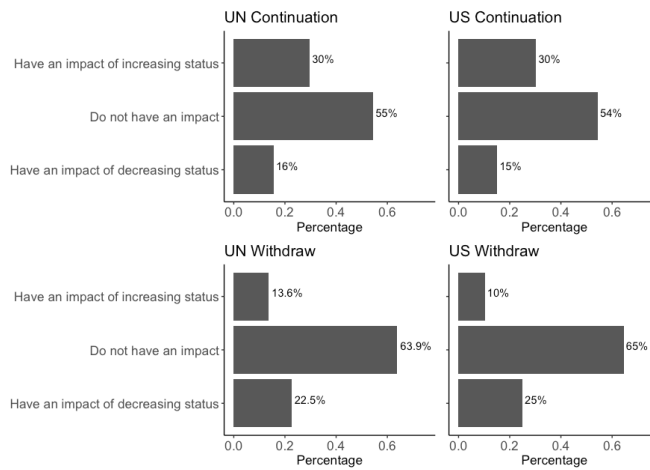 UN Continuation
Have an impact of increasing status
30%
Do not have an impact
55%
Have an impact of decreasing status
16%
0.0 0.2 0.4 0.6
Percentage
US Continuation
30%
54%
15%
0.0 0.2 0.4 0.6
Percentage
UN Withdraw
Have an impact of increasing status
13.6%
Do not have an impact
63.9%
Have an impact of decreasing status
22.5%
0.0 0.2 0.4 0.6
Percentage
US Withdraw
10%
65%
25%
0.0 0.2 0.4 0.6
Percentage